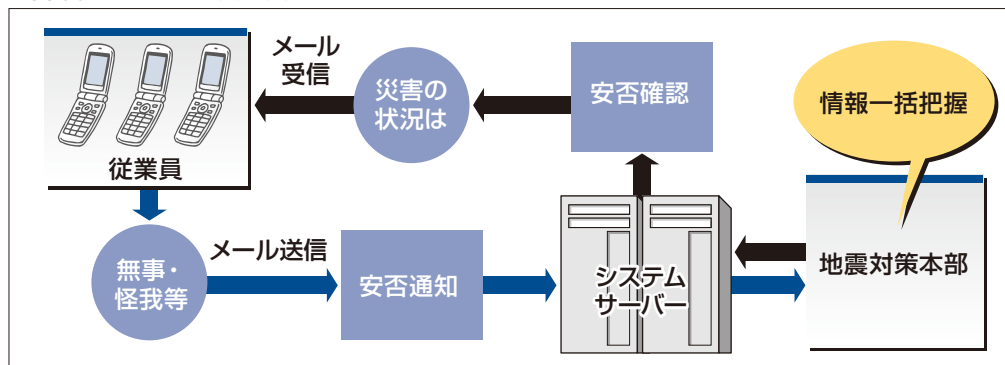 メール
受信
災害の
状況は
安否確認
情報一括把握
従業員
無事・
怪我等
メール送信
安否通知
システム
サーバー
地震対策本部